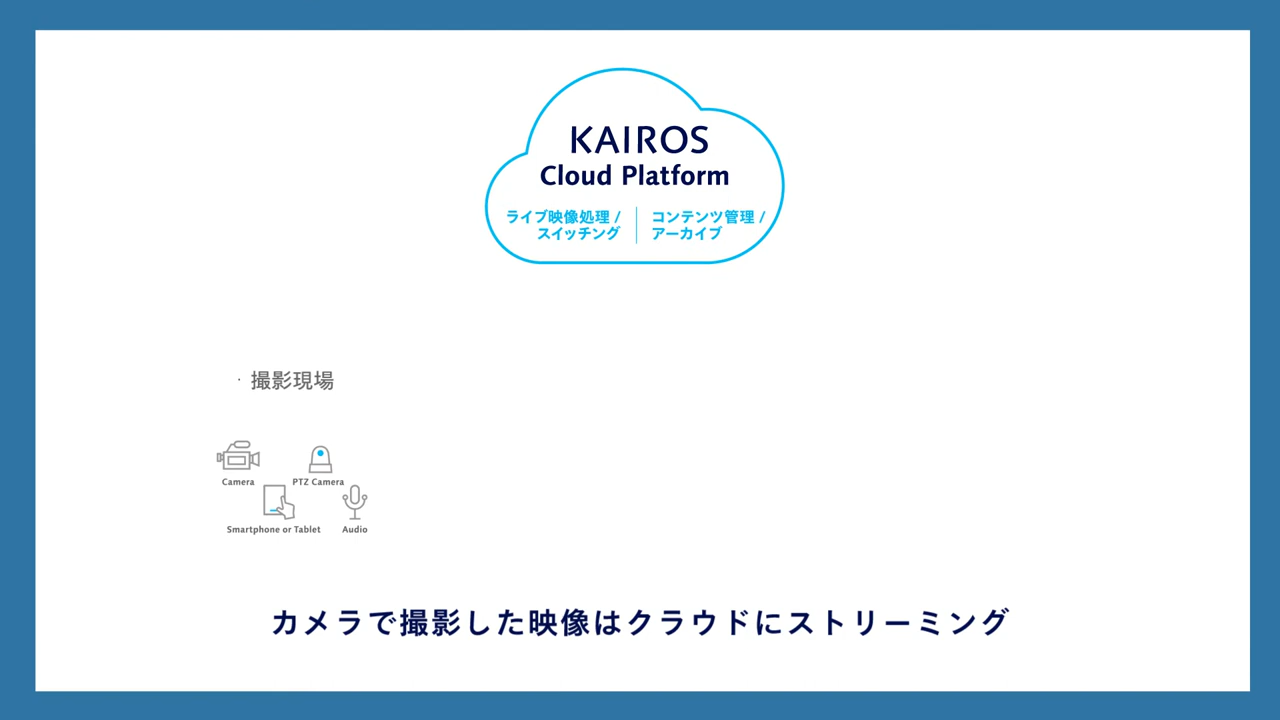 KAIROS
Cloud Platform
ライブ映像処理 /
スイッチング
コンテンツ管理 /
アーカイブ
· 撮影現場
Camera
PTZ Camera
Smartphone or Tablet
Audio
カメラで撮影した映像はクラウドにストリーミング